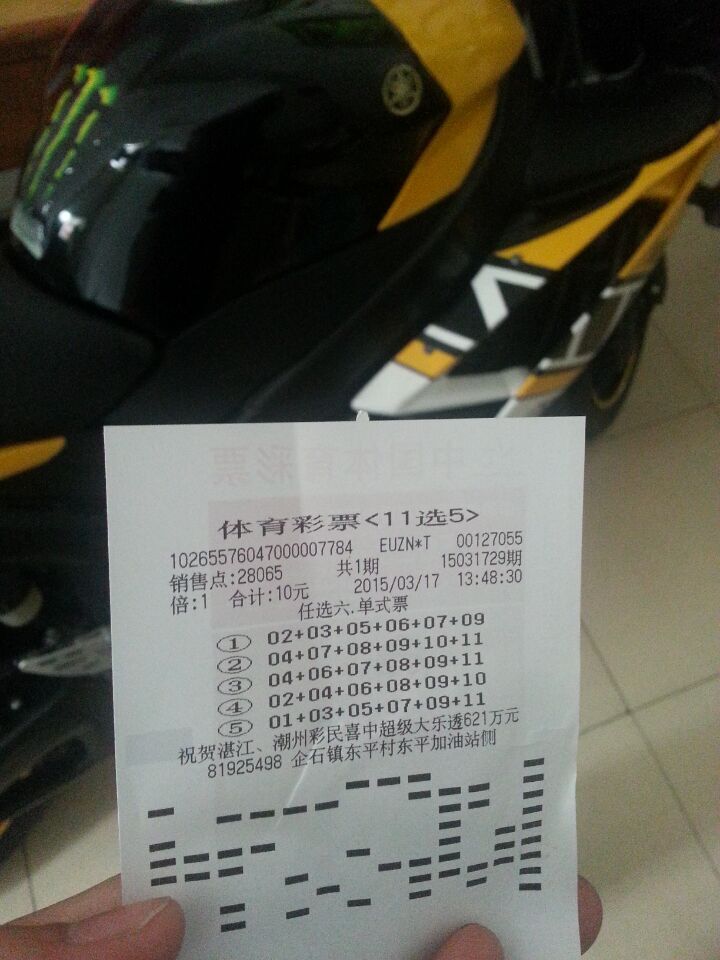 体育彩票<11选5>
102655760470000007784 EUZN*T 00127055
销售点:28065 共1期 15031729期
倍:1 合计:10元 2015/03/17 13:48:30
任选六.单式票
① 02+03+05+06+07+09
② 04+07+08+09+10+11
③ 04+06+07+08+09+11
④ 02+04+06+08+09+10
⑤ 01+03+05+07+09+11
祝贺湛江、潮州彩民喜中超级大乐透621万元
81925498 企石镇东平村东平加油站侧